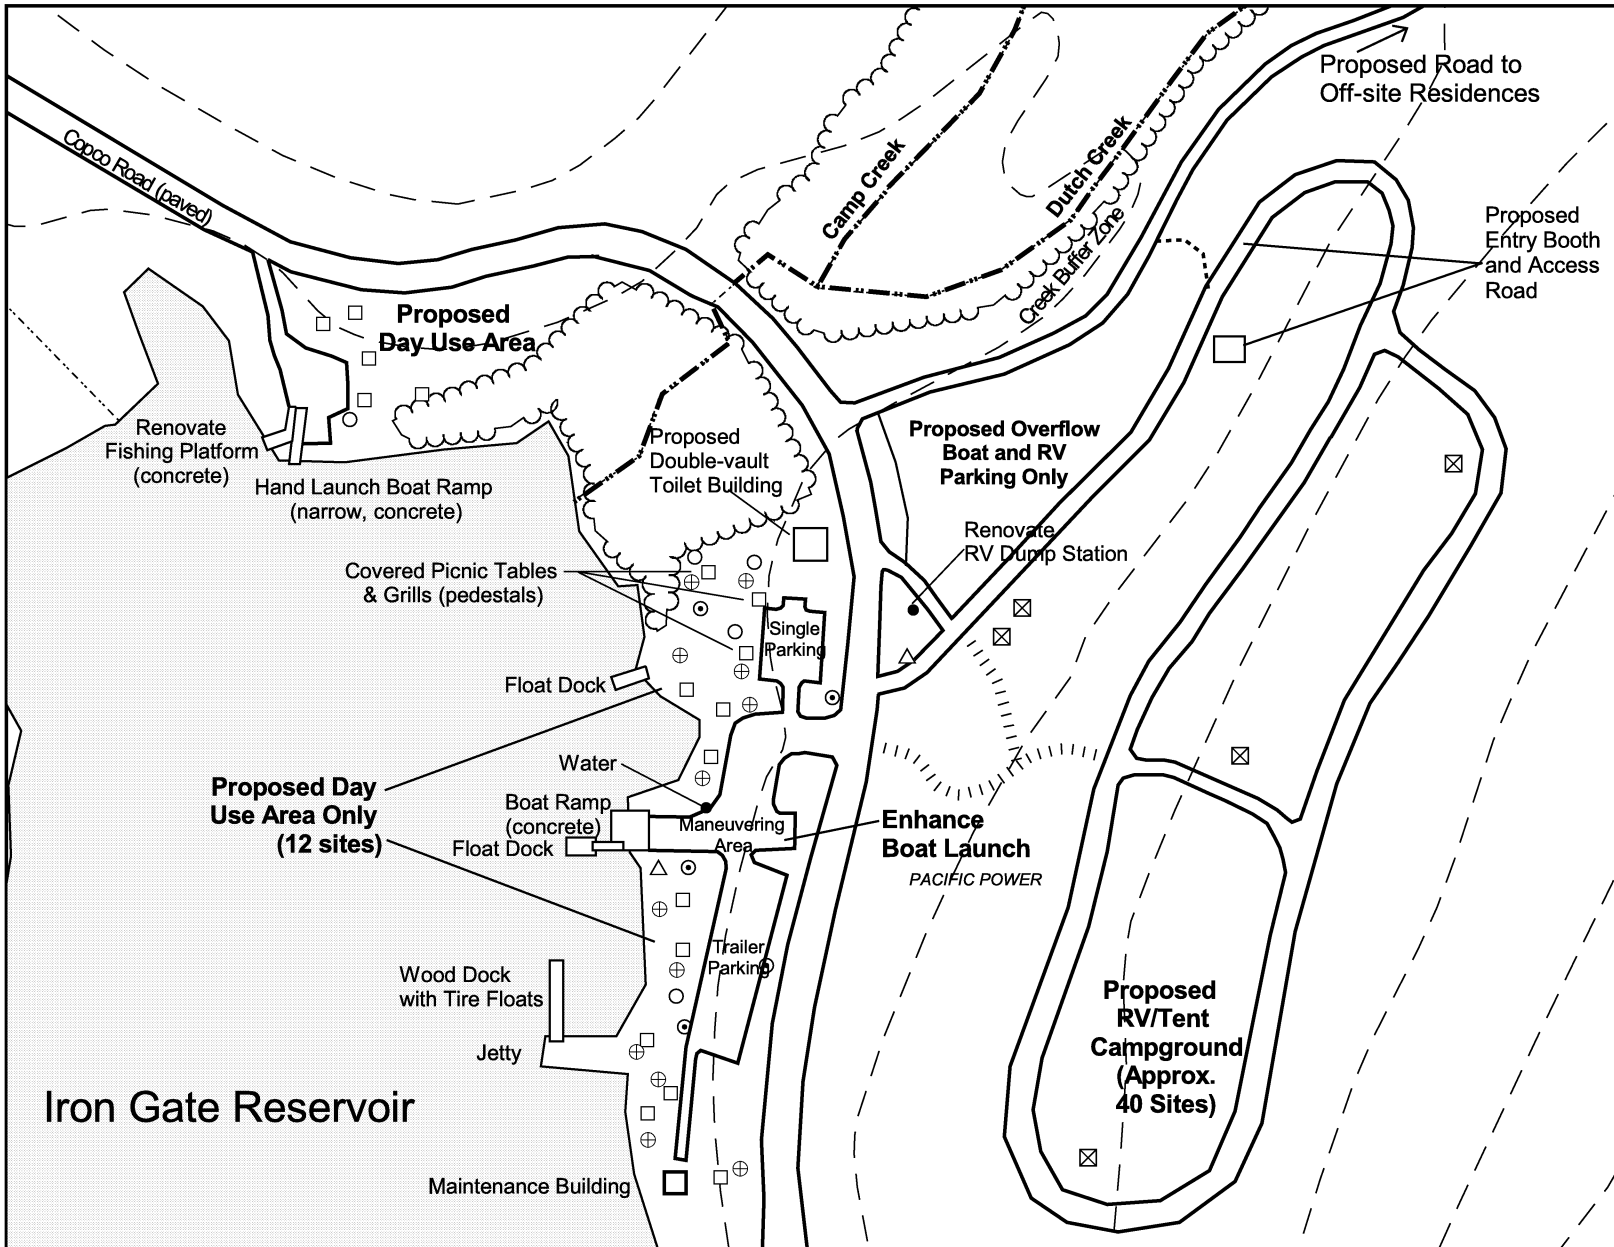 Proposed Road to
Off-site Residences
Copco Road (paved)
Camp Creek
Dutch Creek
Creek Buffer Zone
Proposed
Entry Booth
and Access
Road
Proposed
Day Use Area
Renovate
Fishing Platform
(concrete)
Hand Launch Boat Ramp
(narrow, concrete)
Proposed
Double-vault
Toilet Building
Proposed Overflow
Boat and RV
Parking Only
Renovate
RV Dump Station
Covered Picnic Tables
& Grills (pedestals)
Single
Parking
Float Dock
Water
Proposed Day
Use Area Only
(12 sites)
Boat Ramp
(concrete)
Float Dock
Maneuvering
Area
Enhance
Boat Launch
PACIFIC POWER
Trailer
Parking
Wood Dock
with Tire Floats
Jetty
Proposed
RV/Tent
Campground
(Approx.
40 Sites)
Iron Gate Reservoir
Maintenance Building